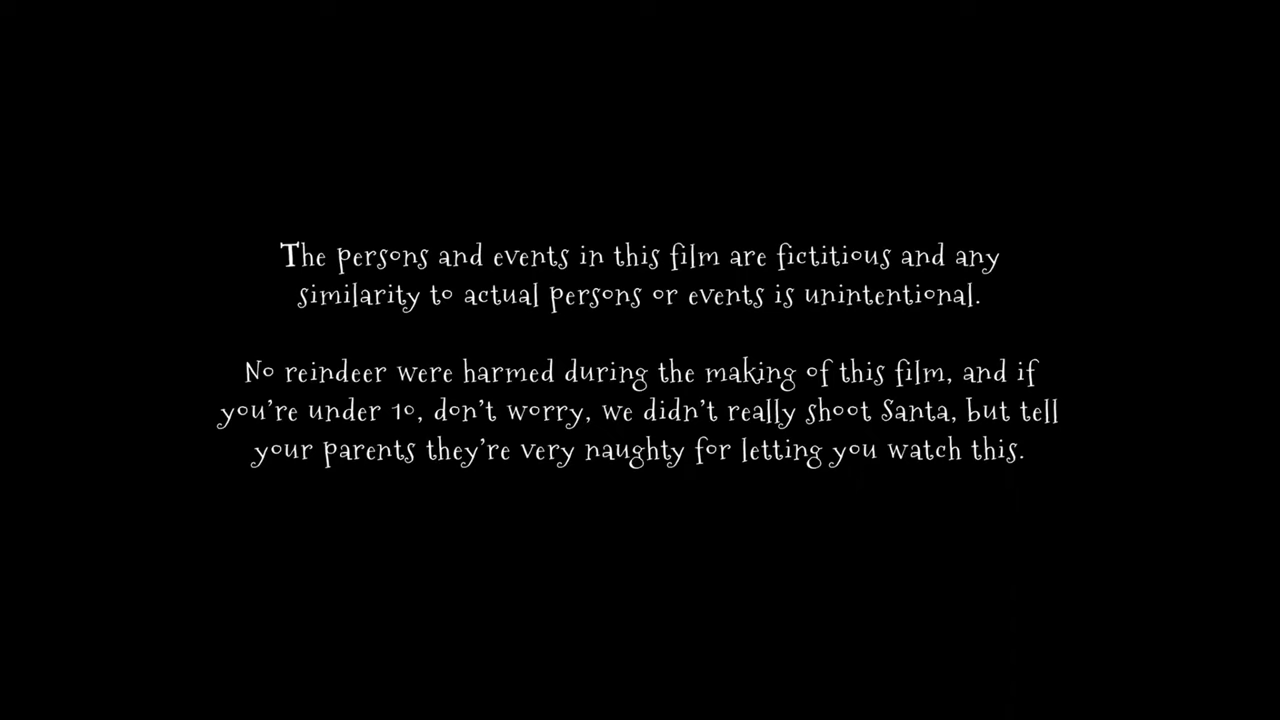 The persons and events in this film are fictitious and any
similarity to actual persons or events is unintentional.
No reindeer were harmed during the making of this film, and if
you're under 10, don't worry, we didn't really shoot Santa, but tell
your parents they're very naughty for letting you watch this.